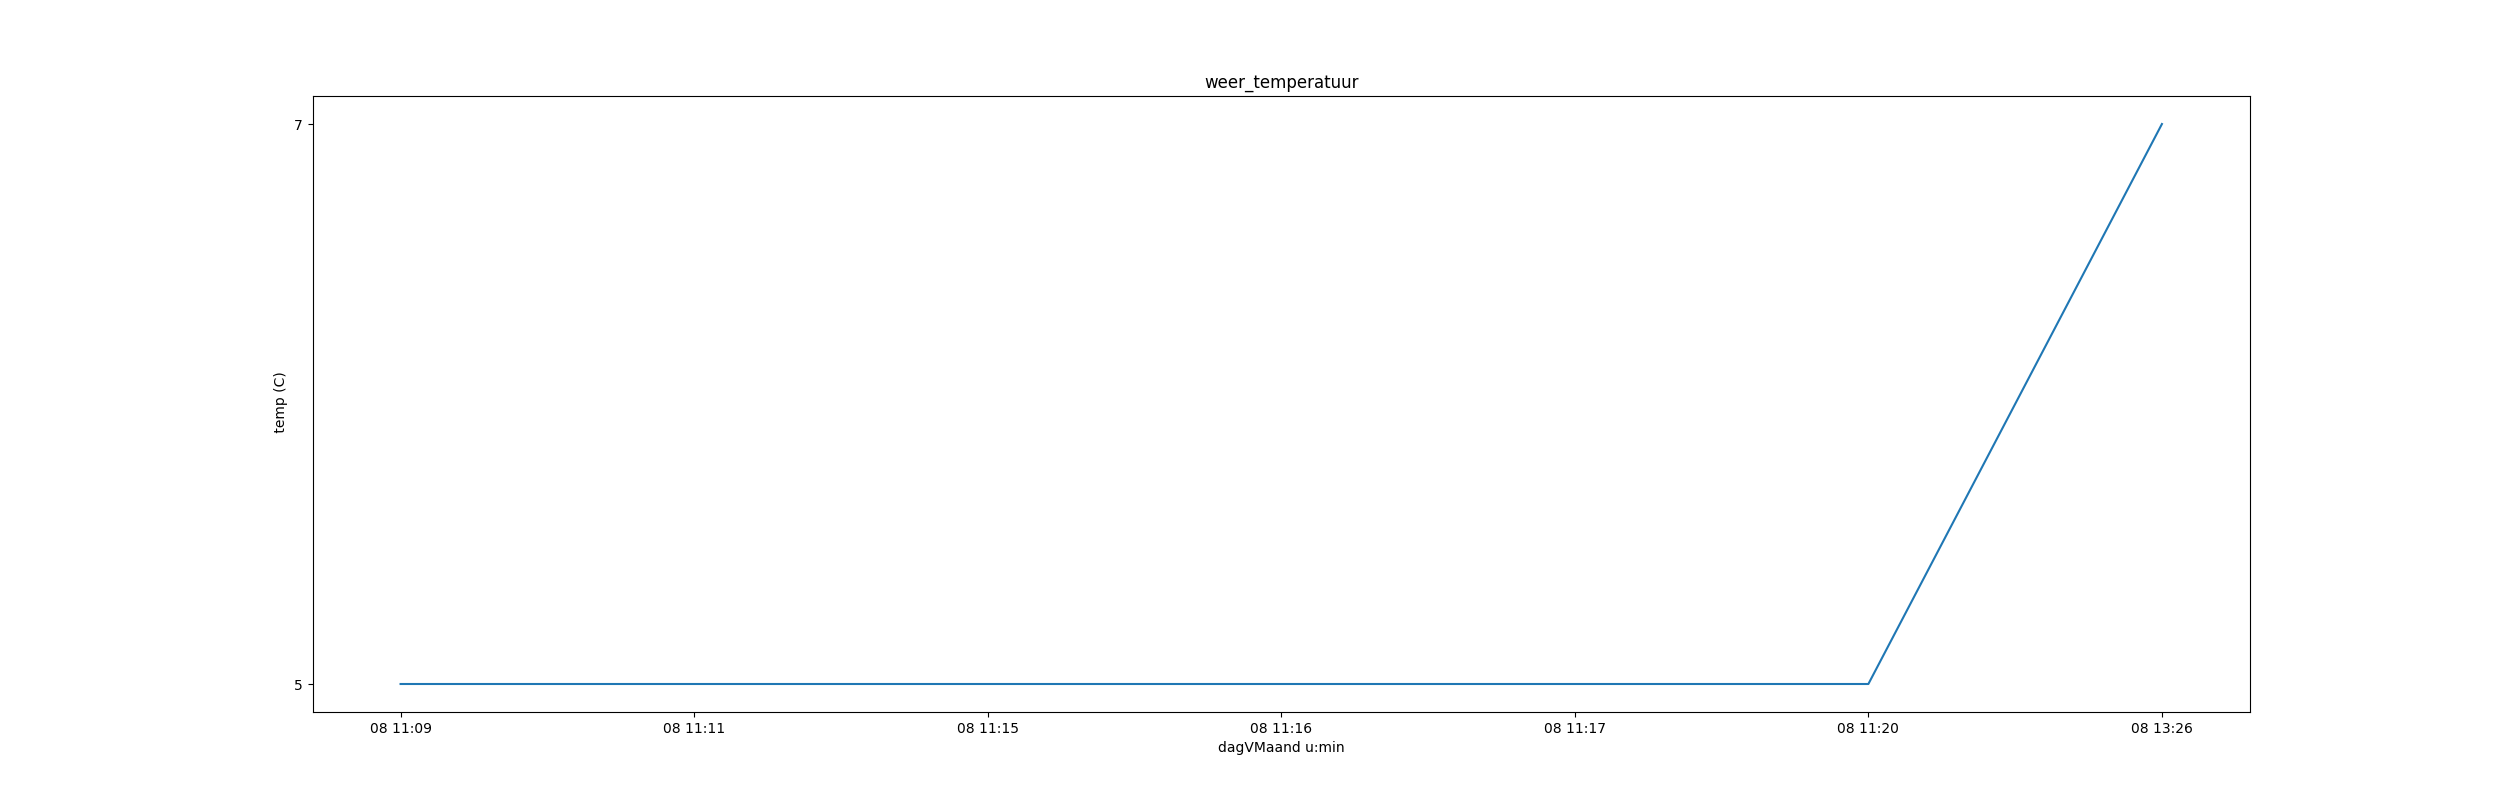 weer_temperatuur
7
temp (C)
5
08 11:09 08 11:11 08 11:15 08 11:16 08 11:17 08 11:20 08 13:26
dagVMaand u:min